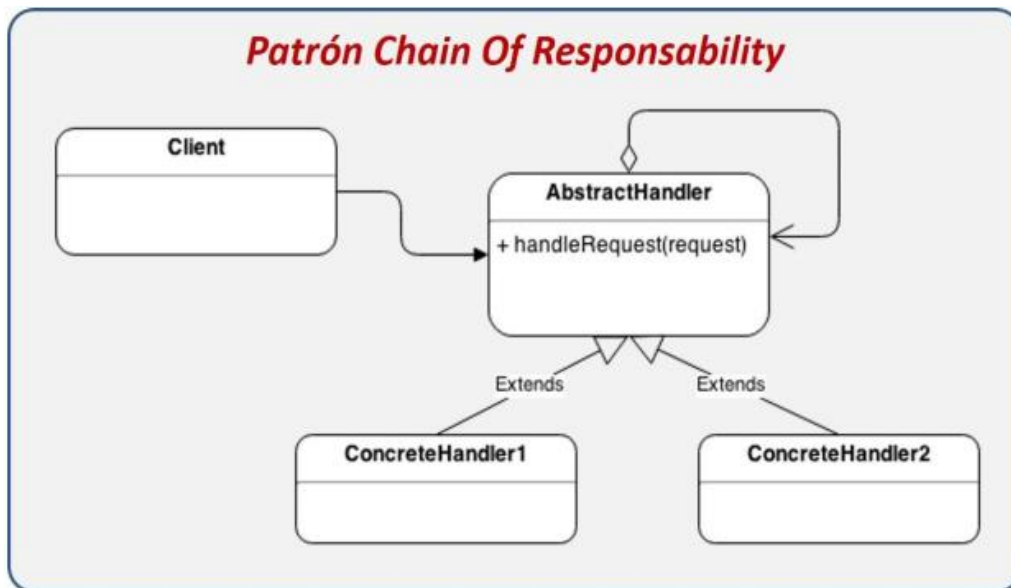 Patrón Chain Of Responsability
Client
AbstractHandler
+ handleRequest(request)
Extends
Extends
ConcreteHandler1
ConcreteHandler2